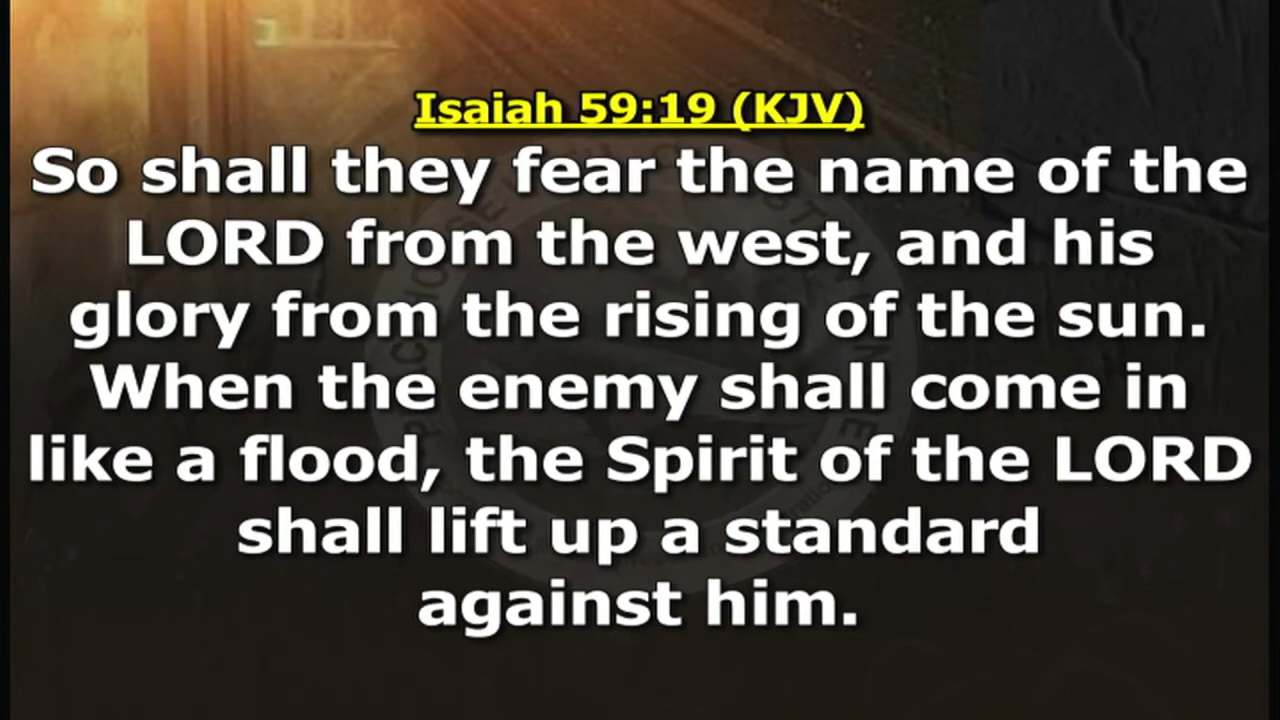 Isaiah 59:19 (KJV)
So shall they fear the name of the
LORD from the west, and his
glory from the rising of the sun.
When the enemy shall come in
like a flood, the Spirit of the LORD
shall lift up a standard
against him.